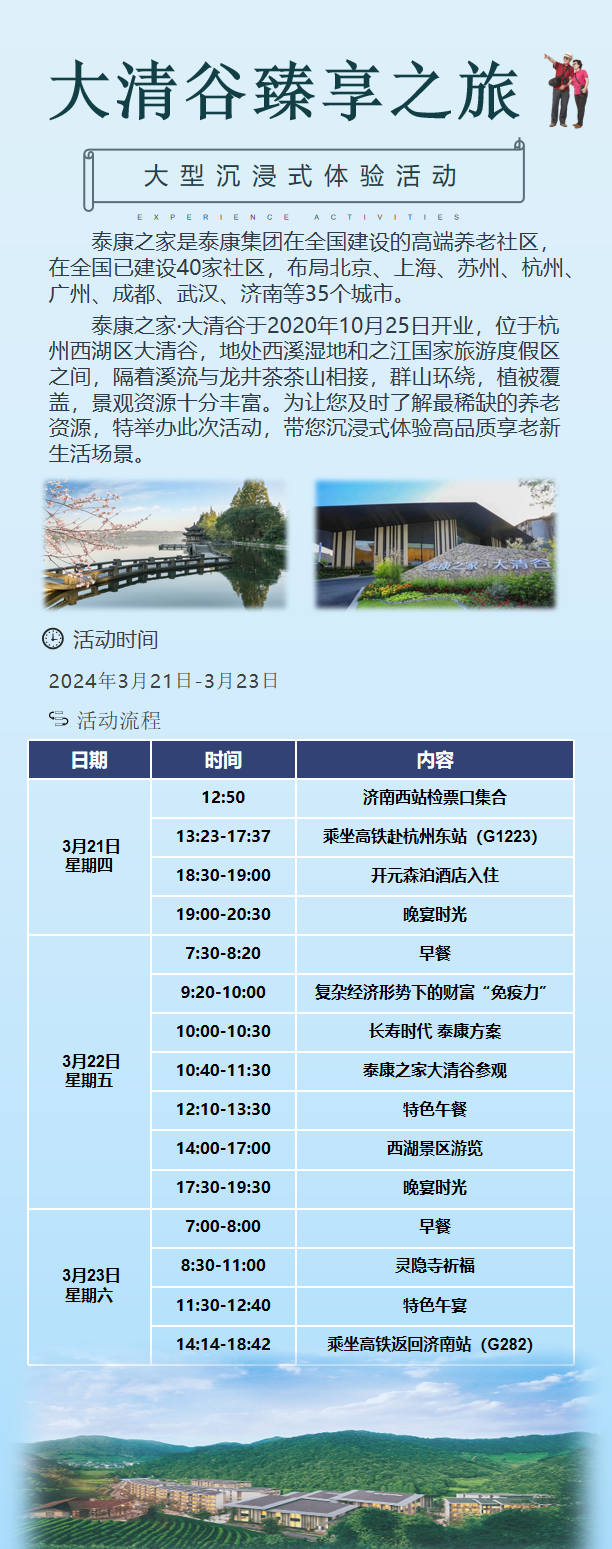 大清谷臻享之旅
大型沉浸式体验活动
EXPERIENCE ACTIVITIES
泰康之家是泰康集团在全国建设的高端养老社区，
在全国已建设40家社区，布局北京、上海、苏州、杭州、
广州、成都、武汉、济南等35个城市。
泰康之家·大清谷于2020年10月25日开业，位于杭
州西湖区大清谷，地处西溪湿地和之江国家旅游度假区
之间，隔着溪流与龙井茶茶山相接，群山环绕，植被覆
盖，景观资源十分丰富。为让您及时了解最稀缺的养老
资源，特举办此次活动，带您沉浸式体验高品质享老新
生活场景。
泰康之家·大清谷
活动时间
2024年3月21日-3月23日
活动流程
日期 时间 内容
3月21日
星期四
12:50 济南西站检票口集合
13:23-17:37 乘坐高铁赴杭州东站（G1223）
18:30-19:00 开元森泊酒店入住
19:00-20:30 晚宴时光
3月22日
星期五
7:30-8:20 早餐
9:20-10:00 复杂经济形势下的财富“免疫力”
10:00-10:30 长寿时代 泰康方案
10:40-11:30 泰康之家大清谷参观
12:10-13:30 特色午餐
14:00-17:00 西湖景区游览
17:30-19:30 晚宴时光
3月23日
星期六
7:00-8:00 早餐
8:30-11:00 灵隐寺祈福
11:30-12:40 特色午宴
14:14-18:42 乘坐高铁返回济南站（G282）